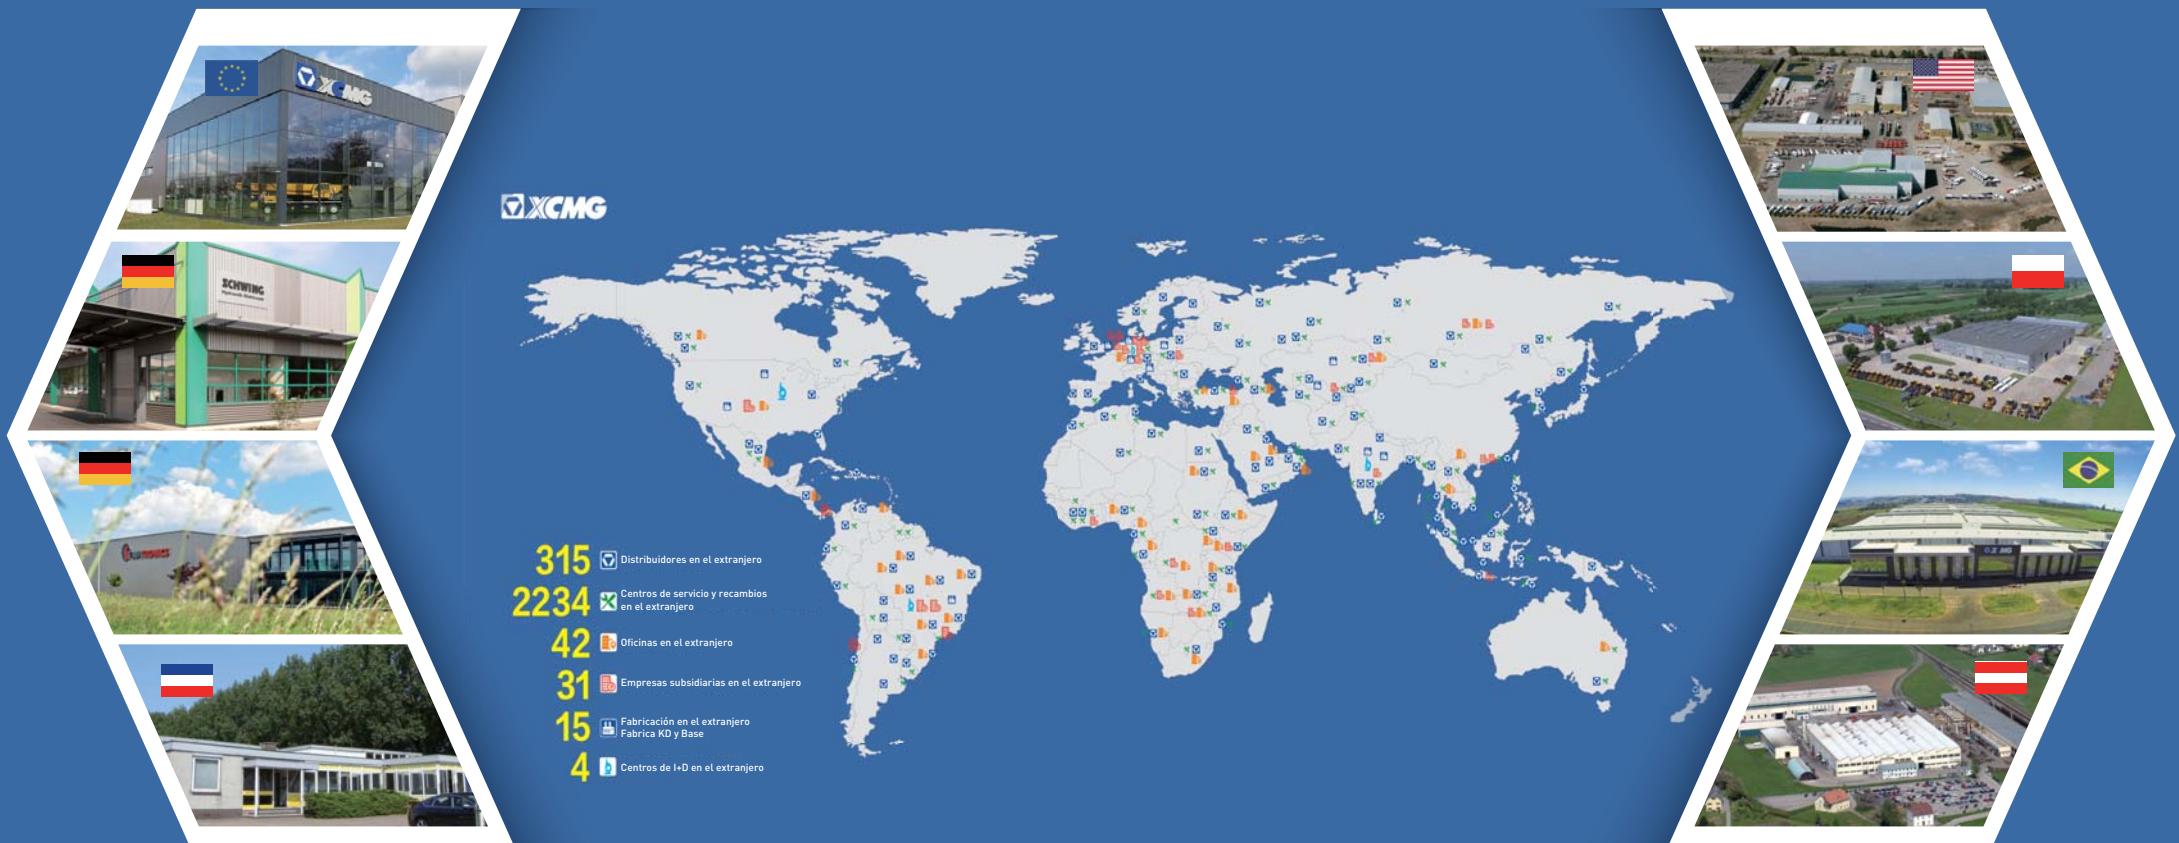 XCMG
SCHWING
XCMG
315 Distribuidores en el extranjero
2234 Centros de servicio y recambios
en el extranjero
42 Oficinas en el extranjero
31 Empresas subsidiarias en el extranjero
15 Fabricación en el extranjero
Fabrica KD y Base
4 Centros de I+D en el extranjero